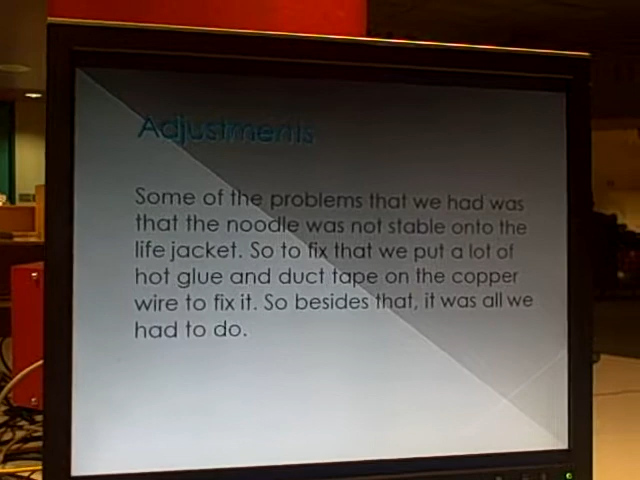 Adjustments
Some of the problems that we had was
that the noodle was not stable onto the
life jacket. So to fix that we put a lot of
hot glue and duct tape on the copper
wire to fix it. So besides that, it was all we
had to do.